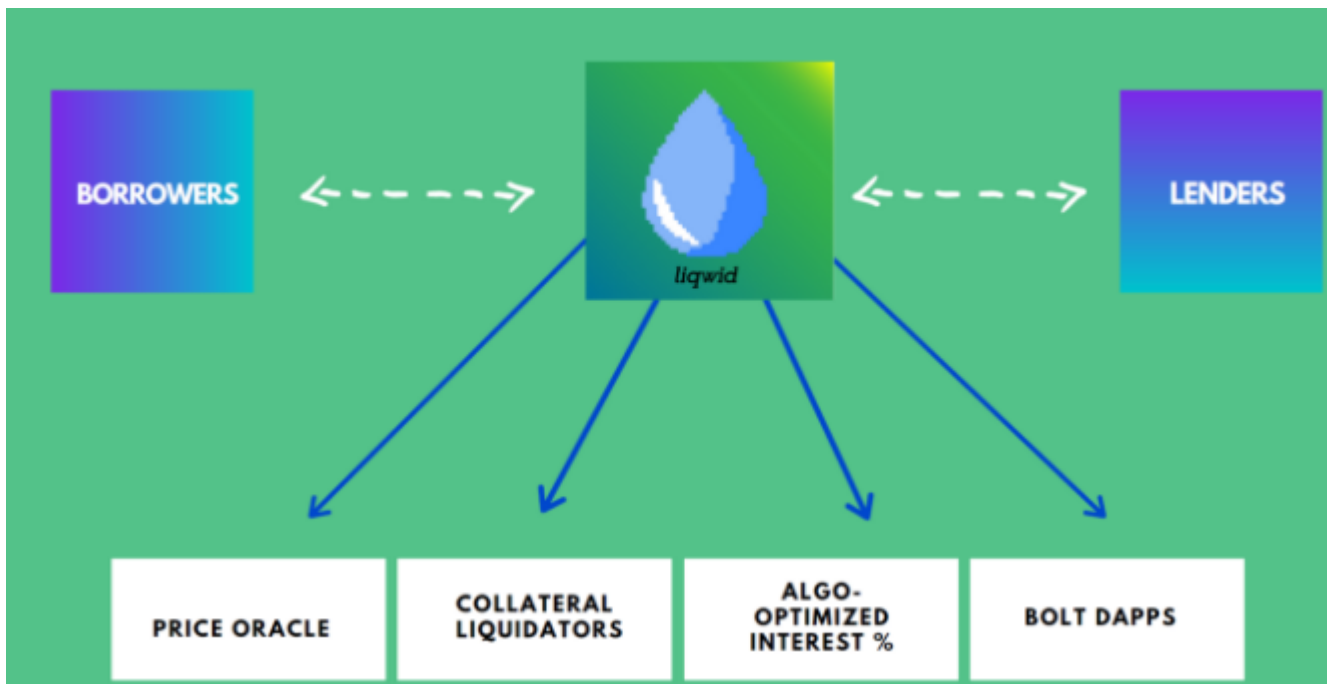 BORROWERS
liqwid
LENDERS
PRICE ORACLE
COLLATERAL
LIQUIDATORS
ALGO-
OPTIMIZED
INTEREST %
BOLT DAPPS